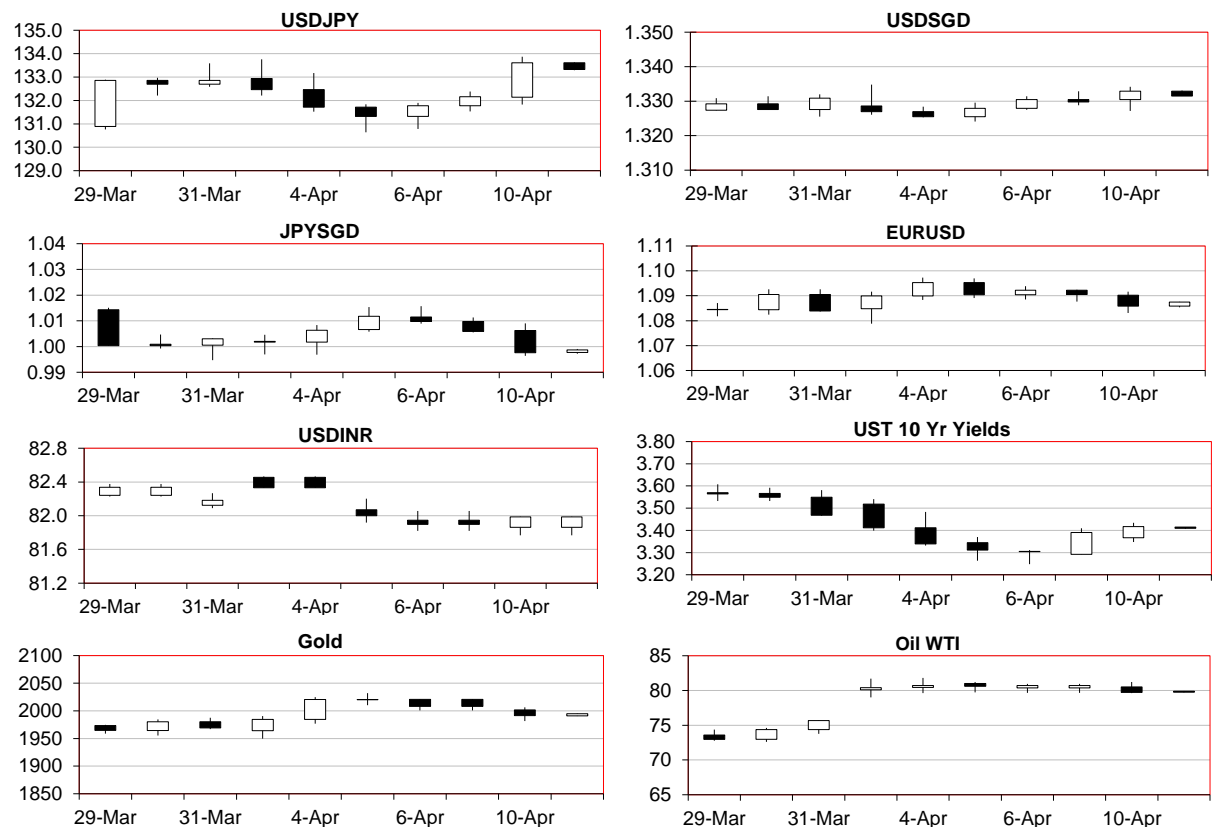 USDJPY
135.0
134.0
133.0
132.0
131.0
130.0
129.0
29-Mar 31-Mar 4-Apr 6-Apr 10-Apr
USDSGD
1.350
1.340
1.330
1.320
1.310
29-Mar 31-Mar 4-Apr 6-Apr 10-Apr
JPYSGD
1.04
1.03
1.02
1.01
1.00
0.99
29-Mar 31-Mar 4-Apr 6-Apr 10-Apr
EURUSD
1.11
1.10
1.09
1.08
1.07
1.06
29-Mar 31-Mar 4-Apr 6-Apr 10-Apr
USDINR
82.8
82.4
82.0
81.6
81.2
29-Mar 31-Mar 4-Apr 6-Apr 10-Apr
UST 10 Yr Yields
3.80
3.70
3.60
3.50
3.40
3.30
3.20
29-Mar 31-Mar 4-Apr 6-Apr 10-Apr
Gold
2100
2050
2000
1950
1900
1850
29-Mar 31-Mar 4-Apr 6-Apr 10-Apr
Oil WTI
85
80
75
70
65
29-Mar 31-Mar 4-Apr 6-Apr 10-Apr